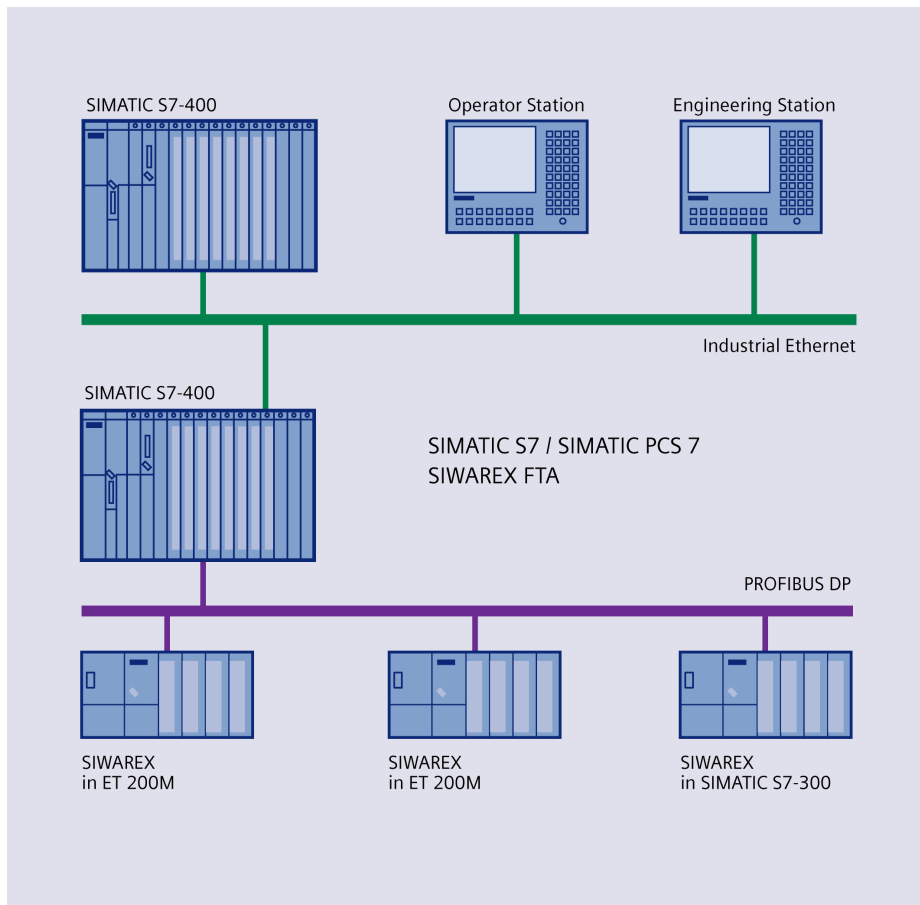 SIMATIC S7-400
Operator Station
Engineering Station
Industrial Ethernet
SIMATIC S7-400
SIMATIC S7 / SIMATIC PCS 7
SIWAREX FTA
PROFIBUS DP
SIWAREX
in ET 200M
SIWAREX
in ET 200M
SIWAREX
in SIMATIC S7-300